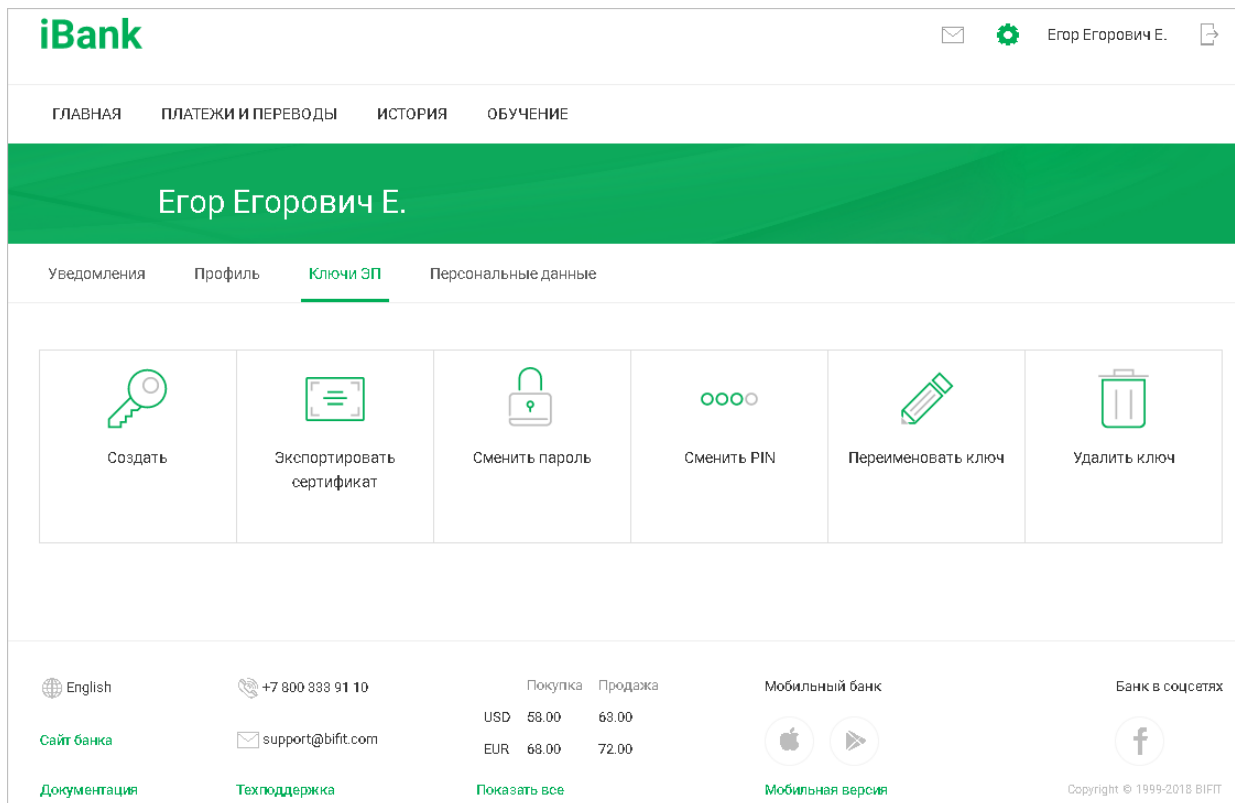 iBank
Егор Егорович Е.
ГЛАВНАЯ ПЛАТЕЖИ И ПЕРЕВОДЫ ИСТОРИЯ ОБУЧЕНИЕ
Егор Егорович Е.
Уведомления Профиль Ключи ЭП Персональные данные
Создать
Экспортировать
сертификат
Сменить пароль
Сменить PIN
Переименовать ключ
Удалить ключ
English
Сайт банка
Документация
+7 800 333 91 10
support@bifit.com
Техподдержка
Покупка Продажа
USD 58.00 63.00
EUR 68.00 72.00
Показать все
Мобильный банк
Мобильная версия
Банк в соцсетях
f
Copyright © 1999-2018 BIFIT